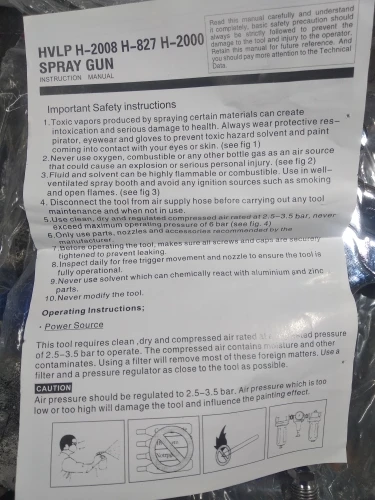 HVLP H-2008 H-827 H-2000
SPRAY GUN
INSTRUCTION MANUAL
Read this manual carefully and understand
it completely, basic safety precaution should
always be strictly followed to prevent the
damage to the tool and injury to the operator.
Retain this manual for future reference. And
you should pay more attention to the Technical
Data.
Important Safety instructions
1.Toxic vapors produced by spraying certain materials can create
intoxication and serious damage to health. Always wear protective res-
pirator, eyewear and gloves to prevent toxic hazard solvent and paint
coming into contact with your eyes or skin. (see fig 1)
2.Never use oxygen, combustible or any other bottle gas as an air source
that could cause an explosion or serious personal injury. (see fig 2)
3.Fluid and solvent can be highly flammable or combustible. Use in well-
ventilated spray booth and avoid any ignition sources such as smoking
and open flames. (see fig 3)
4. Disconnect the tool from air supply hose before carrying out any tool
maintenance and when not in use.
5.Use clean, dry and regulated compressed air rated at 2.5-3.5 bar, never
exceed maximum operating pressure of 6 bar (see fig. 4)
6.Only use parts, nozzles and accessories recommended by the
manufacturer.
7.Before operating the tool, makes sure all screws and caps are securely
tightened to prevent leaking.
8.Inspect daily for free trigger movement and nozzle to ensure the tool is
fully operational.
9.Never use solvent which can chemically react with aluminium and zinc
parts.
10.Never modify the tool.
Operating Instructions;
· Power Source
This tool requires clean ,dry and compressed air rated pressure
of 2.5-3.5 bar to operate. The compressed air contains moisture and other
contaminates. Using a filter will remove most of these foreign matters. Use a
filter and a pressure regulator as close to the tool as possible.
CAUTION
Air pressure should be regulated to 2.5-3.5 bar. Air pressure which is too
low or too high will damage the tool and influence the painting effect.